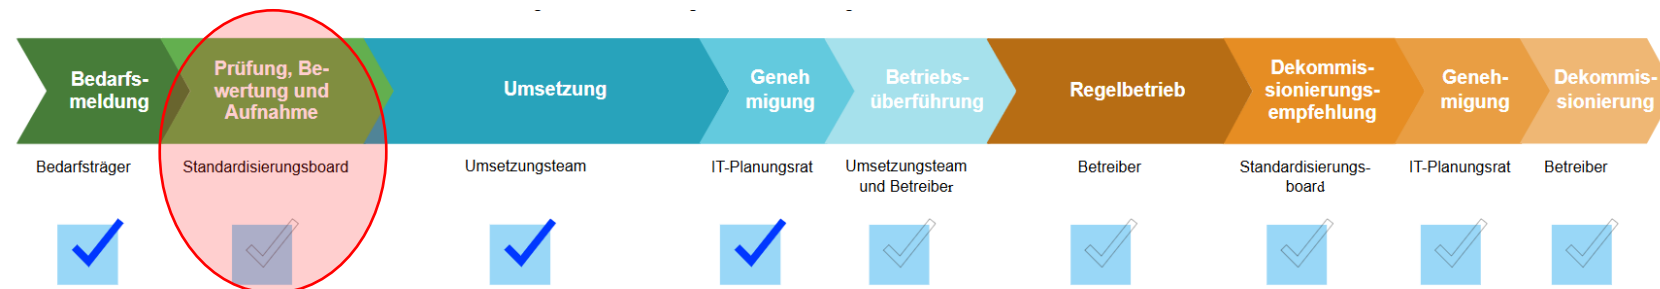 Bedarfs-
meldung
Prüfung, Be-
wertung und
Aufnahme
Umsetzung
Geneh
migung
Betriebs-
überführung
Regelbetrieb
Dekommis-
sionierungs-
empfehlung
Geneh-
migung
Dekommis-
sionierung
Bedarfsträger
Standardisierungsboard
Umsetzungsteam
IT-Planungsrat
Umsetzungsteam
und Betreiber
Betreiber
Standardisierungs-
board
IT-Planungsrat
Betreiber